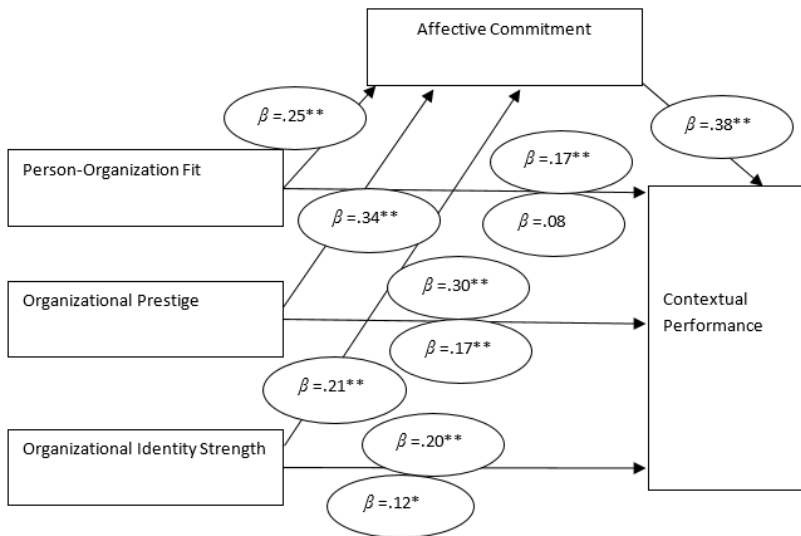 Affective Commitment
β=.25**
β=.38**
β=.17**
Person-Organization Fit
β=.34**
β=.08
β=.30**
Organizational Prestige
Contextual
Performance
β=.17**
β=.21**
β=.20**
Organizational Identity Strength
β=.12*